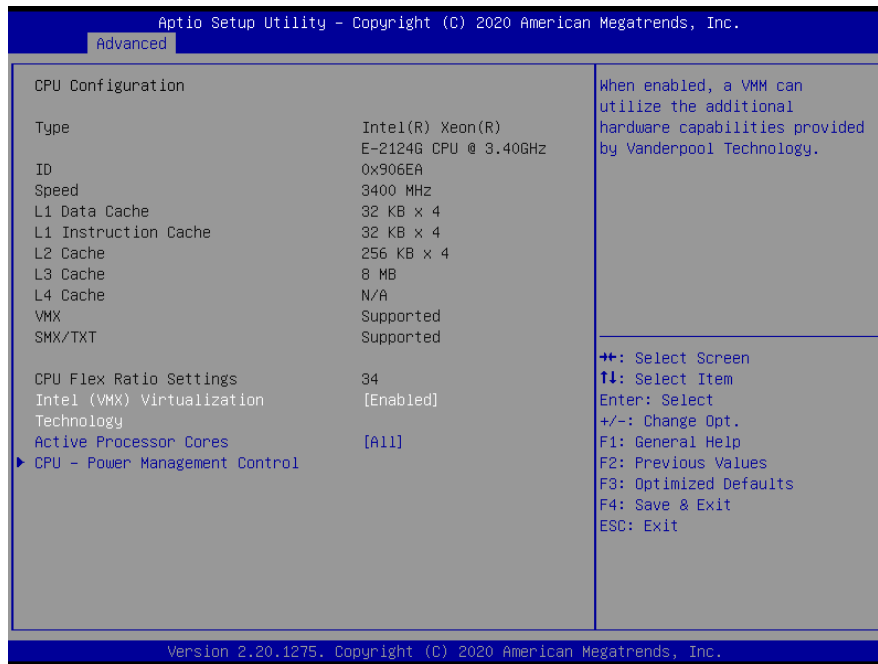 Aptio Setup Utility – Copyright (C) 2020 American Megatrends, Inc.
Advanced
CPU Configuration
Type Intel(R) Xeon(R)
E-2124G CPU @ 3.40GHz
ID 0x906EA
Speed 3400 MHz
L1 Data Cache 32 KB x 4
L1 Instruction Cache 32 KB x 4
L2 Cache 256 KB x 4
L3 Cache 8 MB
L4 Cache N/A
VMX Supported
SMX/TXT Supported
CPU Flex Ratio Settings 34
Intel (VMX) Virtualization [Enabled]
Technology
Active Processor Cores [All]
CPU – Power Management Control
When enabled, a VMM can
utilize the additional
hardware capabilities provided
by Vanderpool Technology.
→←: Select Screen
↑↓: Select Item
Enter: Select
+/-: Change Opt.
F1: General Help
F2: Previous Values
F3: Optimized Defaults
F4: Save & Exit
ESC: Exit
Version 2.20.1275. Copyright (C) 2020 American Megatrends, Inc.